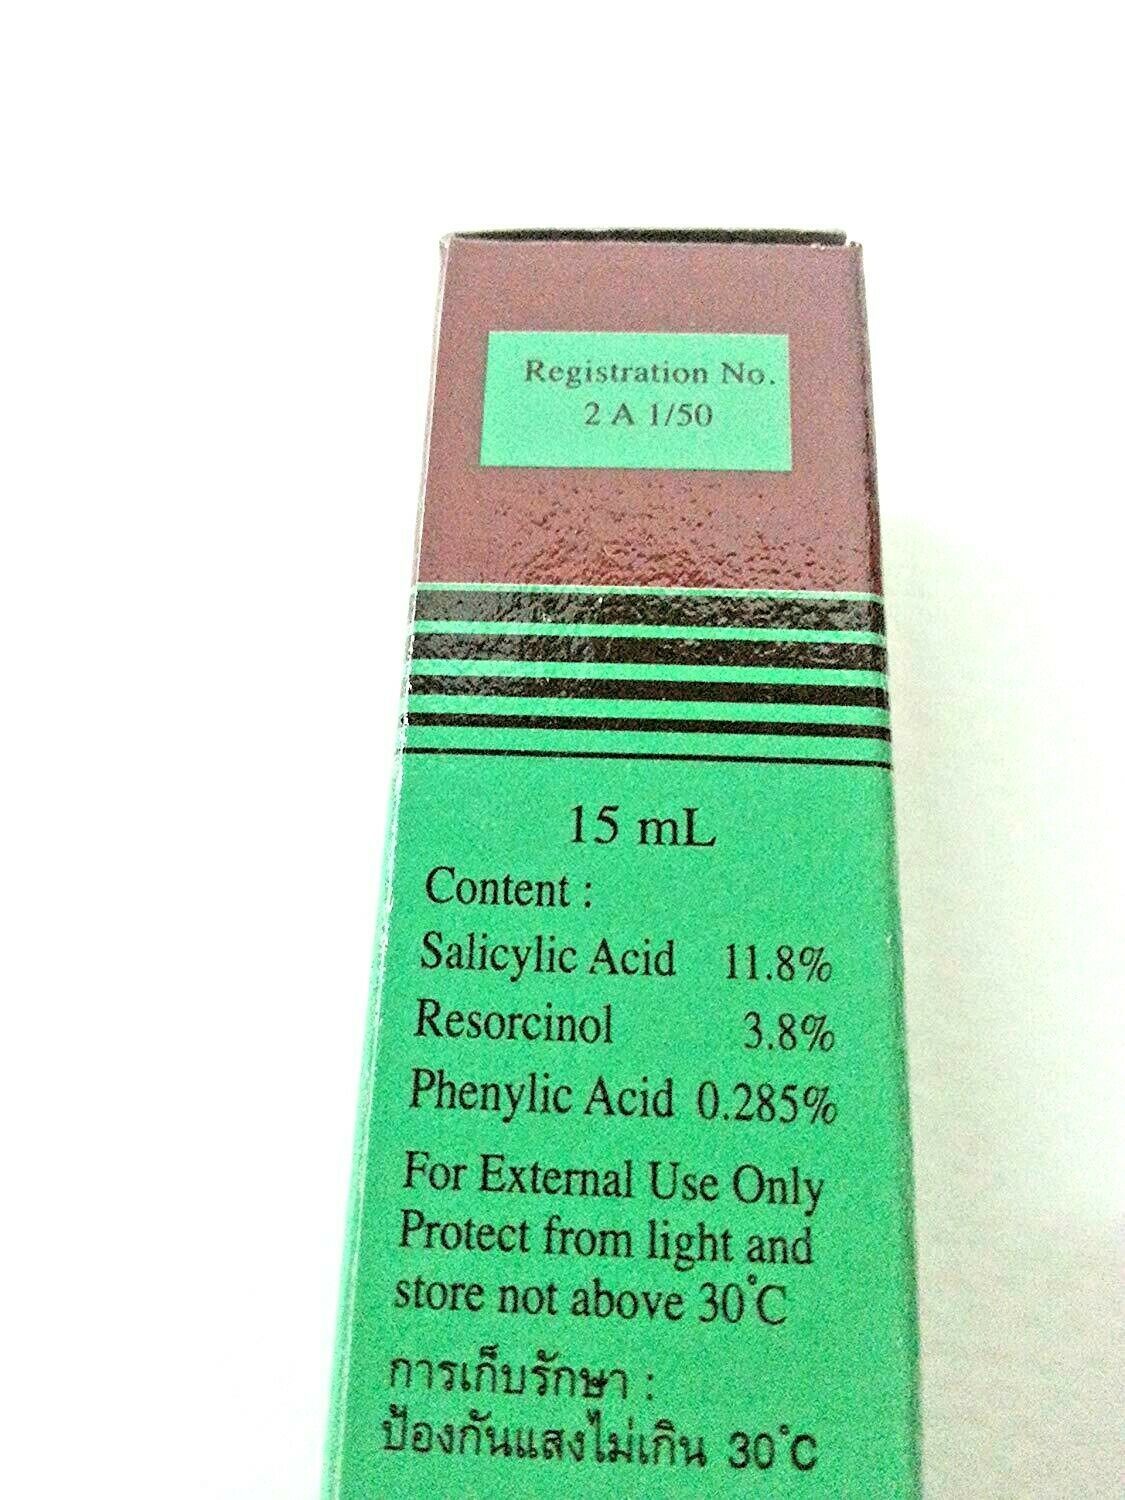 Registration No.
2 A 1/50
15 mL
Content :
Salicylic Acid 11.8%
Resorcinol 3.8%
Phenylic Acid 0.285%
For External Use Only
Protect from light and
store not above 30°C
การเก็บรักษา :
ป้องกันแสงไม่เกิน 30°C